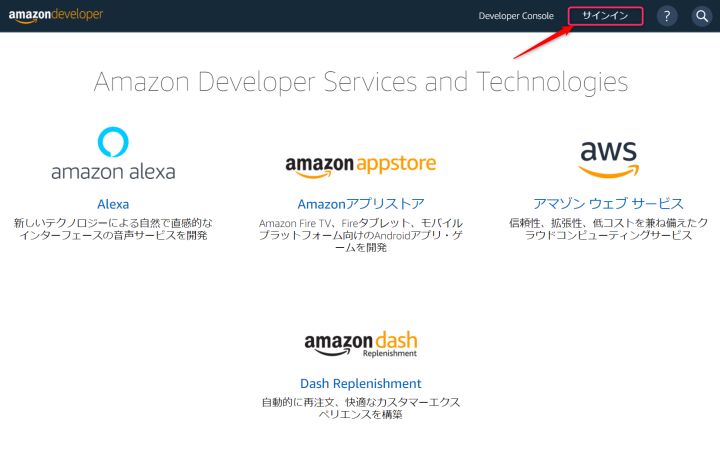 amazondeveloper
Developer Console
サインイン
?
Amazon Developer Services and Technologies
amazon alexa
amazon appstore
aws
Alexa
Amazonアプリストア
アマゾン ウェブ サービス
新しいテクノロジーによる自然で直感的な
インターフェースの音声サービスを開発
Amazon Fire TV、Fireタブレット、モバイル
プラットフォーム向けのAndroidアプリ・ゲ
ームを開発
信頼性、拡張性、低コストを兼ね備えたク
ラウドコンピューティングサービス
amazon dash
Replenishment
Dash Replenishment
自動的に再注文、快適なカスタマーエクス
ペリエンスを構築